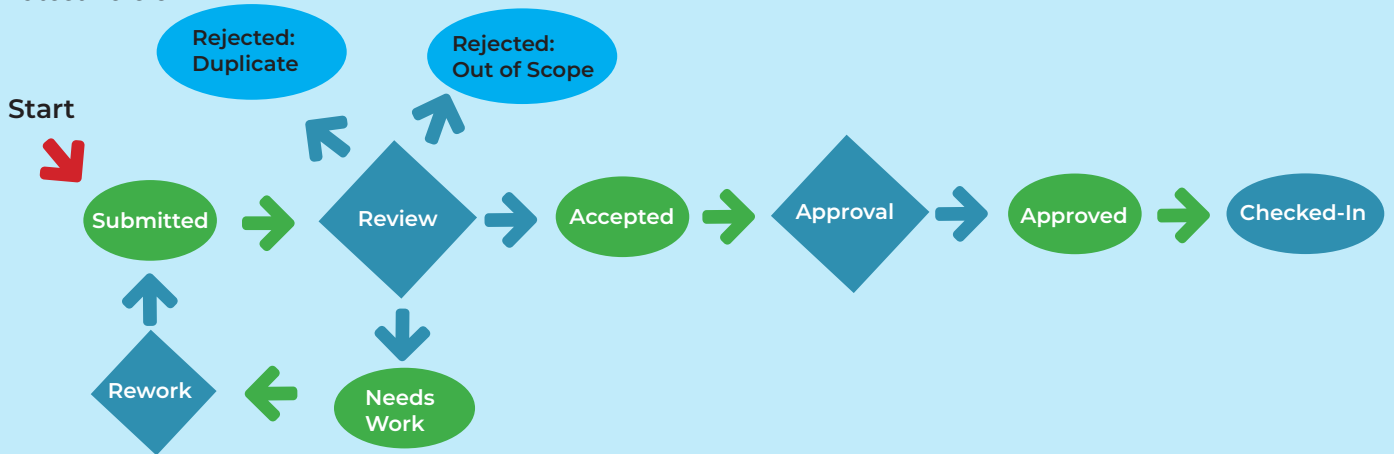 Rejected:
Duplicate
Rejected:
Out of Scope
Start
Submitted
Review
Accepted
Approval
Approved
Checked-In
Rework
Needs
Work